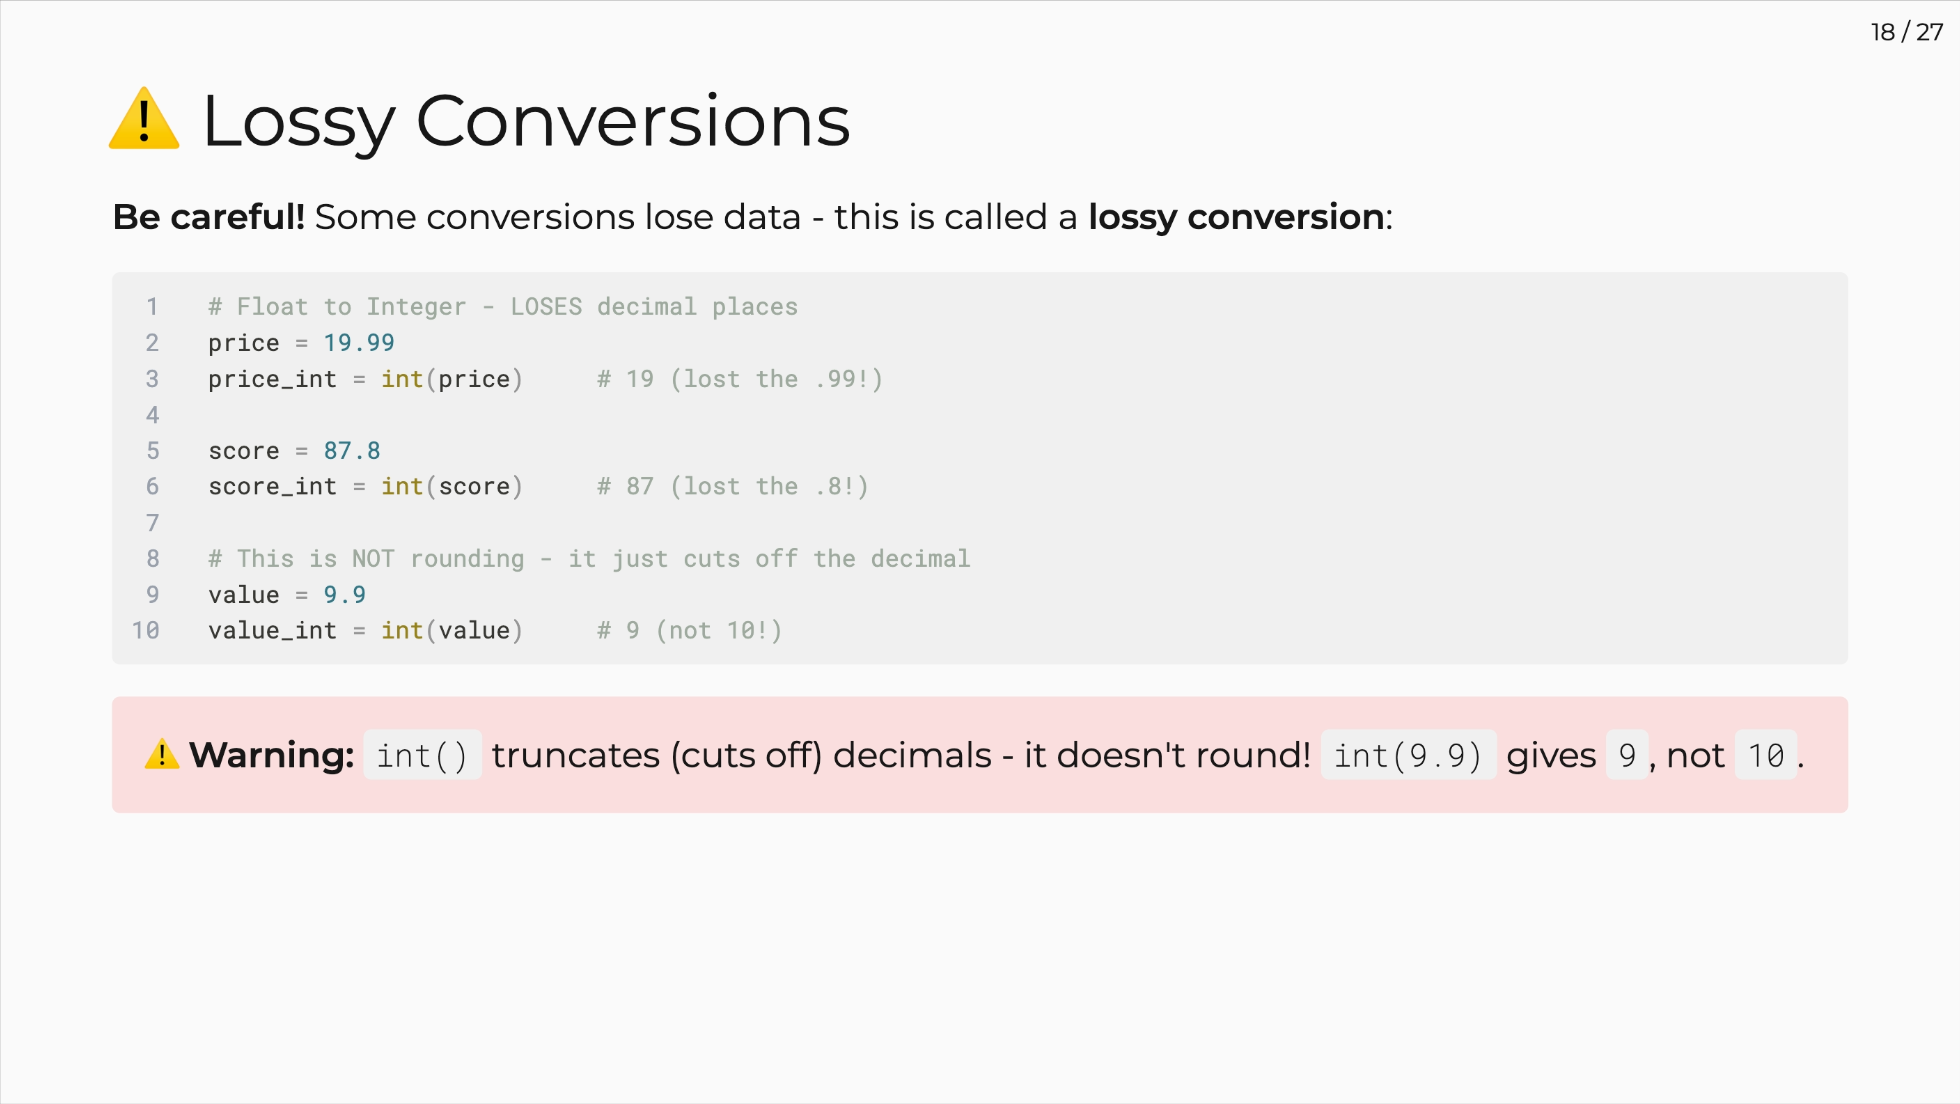 18 / 27
⚠️ Lossy Conversions
Be careful! Some conversions lose data - this is called a lossy conversion:
1 # Float to Integer - LOSES decimal places
2 price = 19.99
3 price_int = int(price)     # 19 (lost the .99!)
4
5 score = 87.8
6 score_int = int(score)     # 87 (lost the .8!)
7
8 # This is NOT rounding - it just cuts off the decimal
9 value = 9.9
10 value_int = int(value)     # 9 (not 10!)
⚠️ Warning: int() truncates (cuts off) decimals - it doesn't round! int(9.9) gives 9, not 10.